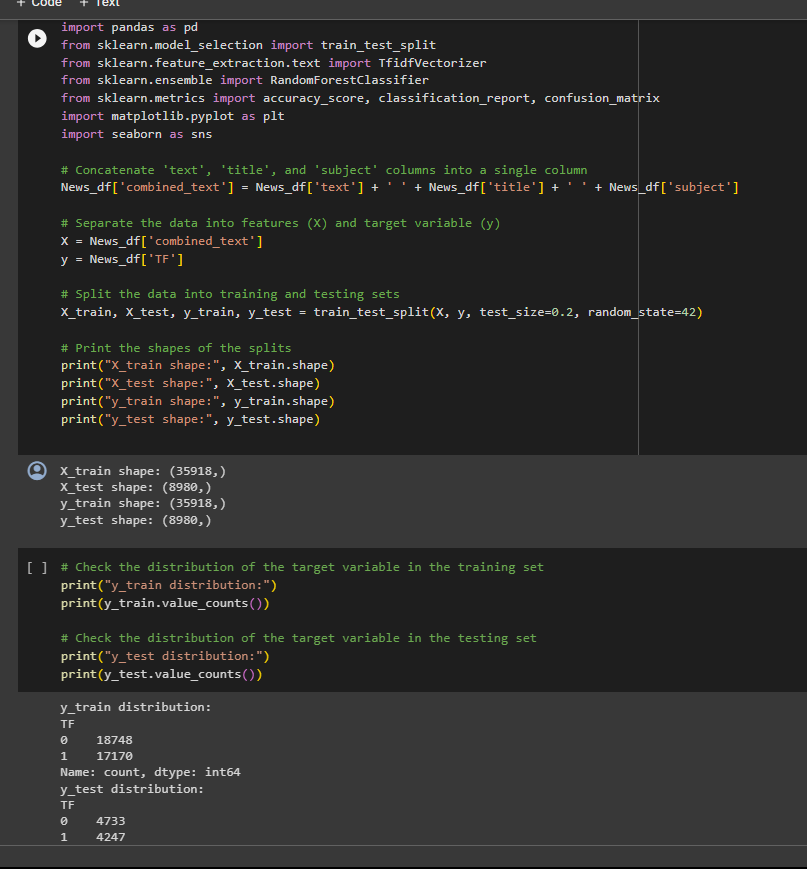 + Code + Text
import pandas as pd
from sklearn.model_selection import train_test_split
from sklearn.feature_extraction.text import TfidfVectorizer
from sklearn.ensemble import RandomForestClassifier
from sklearn.metrics import accuracy_score, classification_report, confusion_matrix
import matplotlib.pyplot as plt
import seaborn as sns
# Concatenate 'text', 'title', and 'subject' columns into a single column
News_df['combined_text'] = News_df['text'] + ' ' + News_df['title'] + ' ' + News_df['subject']
# Separate the data into features (X) and target variable (y)
X = News_df['combined_text']
y = News_df['TF']
# Split the data into training and testing sets
X_train, X_test, y_train, y_test = train_test_split(X, y, test_size=0.2, random_state=42)
# Print the shapes of the splits
print("X_train shape:", X_train.shape)
print("X_test shape:", X_test.shape)
print("y_train shape:", y_train.shape)
print("y_test shape:", y_test.shape)
X_train shape: (35918,)
X_test shape: (8980,)
y_train shape: (35918,)
y_test shape: (8980,)
[ ] # Check the distribution of the target variable in the training set
print("y_train distribution:")
print(y_train.value_counts())
# Check the distribution of the target variable in the testing set
print("y_test distribution:")
print(y_test.value_counts())
y_train distribution:
TF
0    18748
1    17170
Name: count, dtype: int64
y_test distribution:
TF
0    4733
1    4247